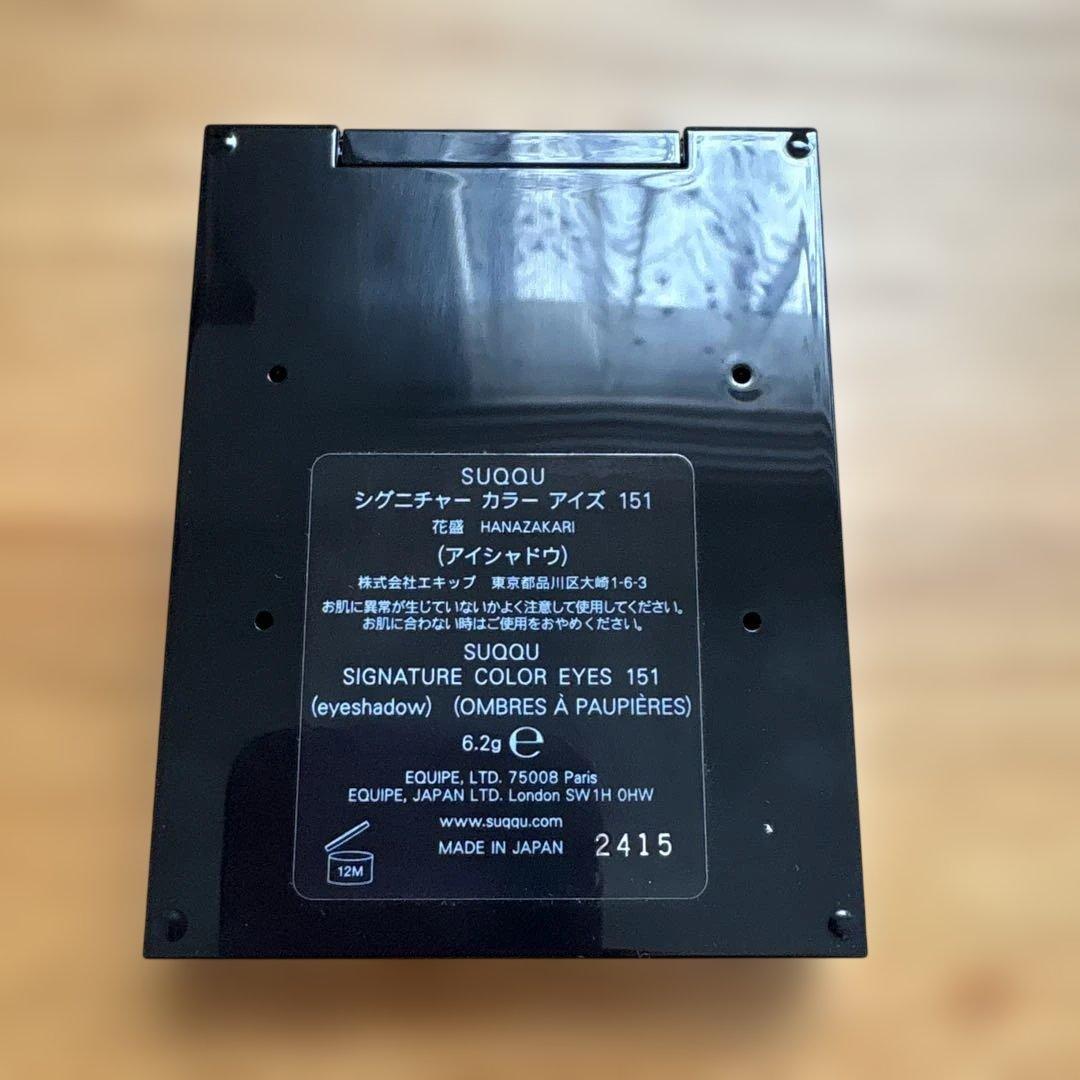 SUQQU
シグニチャー カラー アイズ 151
花盛 HANAZAKARI
(アイシャドウ)
株式会社エキップ 東京都品川区大崎1-6-3
お肌に異常が生じていないかよく注意して使用してください。
お肌に合わない時はご使用をおやめください。
SUQQU
SIGNATURE COLOR EYES 151
(eyeshadow) (OMBRES À PAUPIÈRES)
6.2g ℮
EQUIPE, LTD. 75008 Paris
EQUIPE, JAPAN LTD. London SW1H 0HW
www.suqqu.com
MADE IN JAPAN 2415
12M